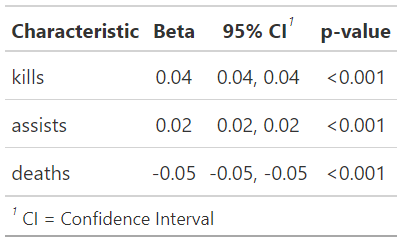 Characteristic Beta 95% CI¹ p-value
kills 0.04 0.04, 0.04 <0.001
assists 0.02 0.02, 0.02 <0.001
deaths -0.05 -0.05, -0.05 <0.001
¹ CI = Confidence Interval